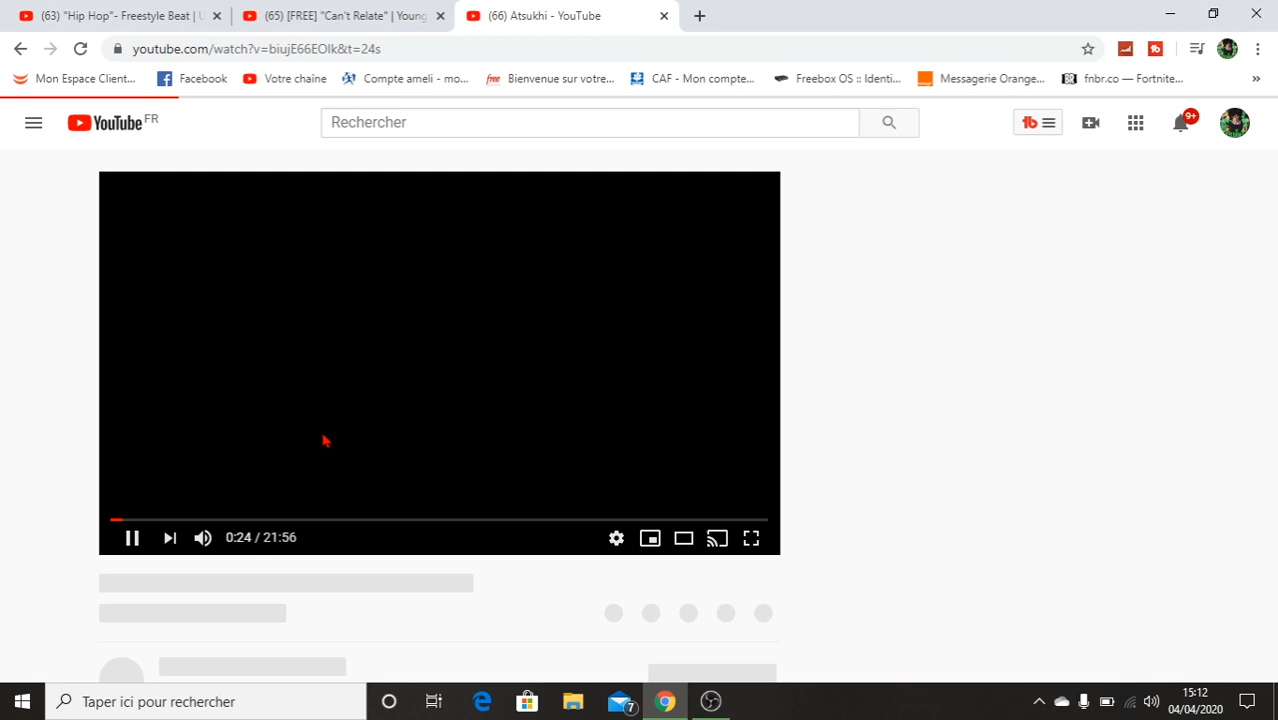 (63) "Hip Hop"- Freestyle Beat | U
(65) [FREE] "Can't Relate" | Young
(66) Atsukhi - YouTube
youtube.com/watch?v=biujE66EOlk&t=24s
Mon Espace Client...
Facebook
Votre chaîne
Compte ameli - mo...
free Bienvenue sur votre...
CAF - Mon compte...
Freebox OS :: Identi...
Messagerie Orange...
fnbr.co — Fortnite...
YouTube FR
Rechercher
9+
0:24 / 21:56
Taper ici pour rechercher
7
15:12
04/04/2020